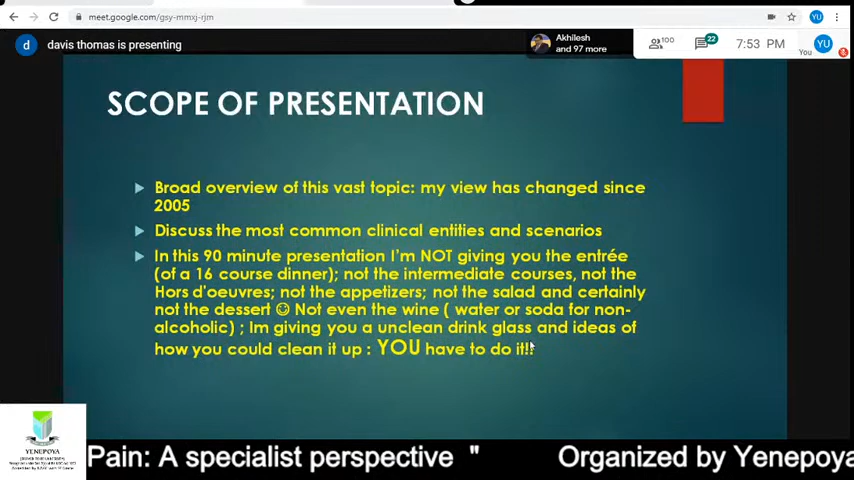 meet.google.com/gsy-mmxj-rjm
YU
d
davis thomas is presenting
Akhilesh
and 97 more
100
22
7:53 PM
You
YU
SCOPE OF PRESENTATION
Broad overview of this vast topic: my view has changed since
2005
Discuss the most common clinical entities and scenarios
In this 90 minute presentation I'm NOT giving you the entrée
(of a 16 course dinner); not the intermediate courses, not the
Hors d'oeuvres; not the appetizers; not the salad and certainly
not the dessert ☺ Not even the wine ( water or soda for non-
alcoholic) ; Im giving you a unclean drink glass and ideas of
how you could clean it up : YOU have to do it!!
YENEPOYA
Pain: A specialist perspective " Organized by Yenepoya